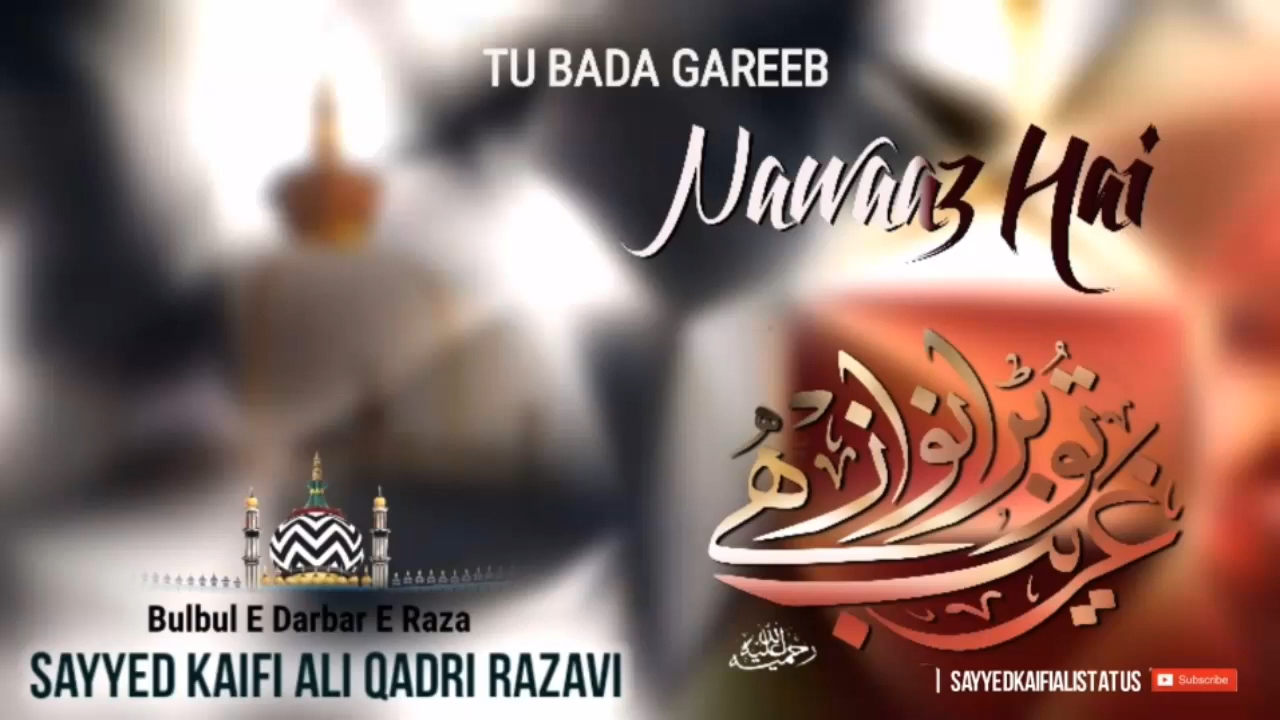 TU BADA GAREEB
Nawaaz Hai
تو بڑا غریب نواز ھے
رحمۃ اللہ علیہ
Bulbul E Darbar E Raza
SAYYED KAIFI ALI QADRI RAZAVI
| SAYYEDKAIFIALISTATUS
Subscribe